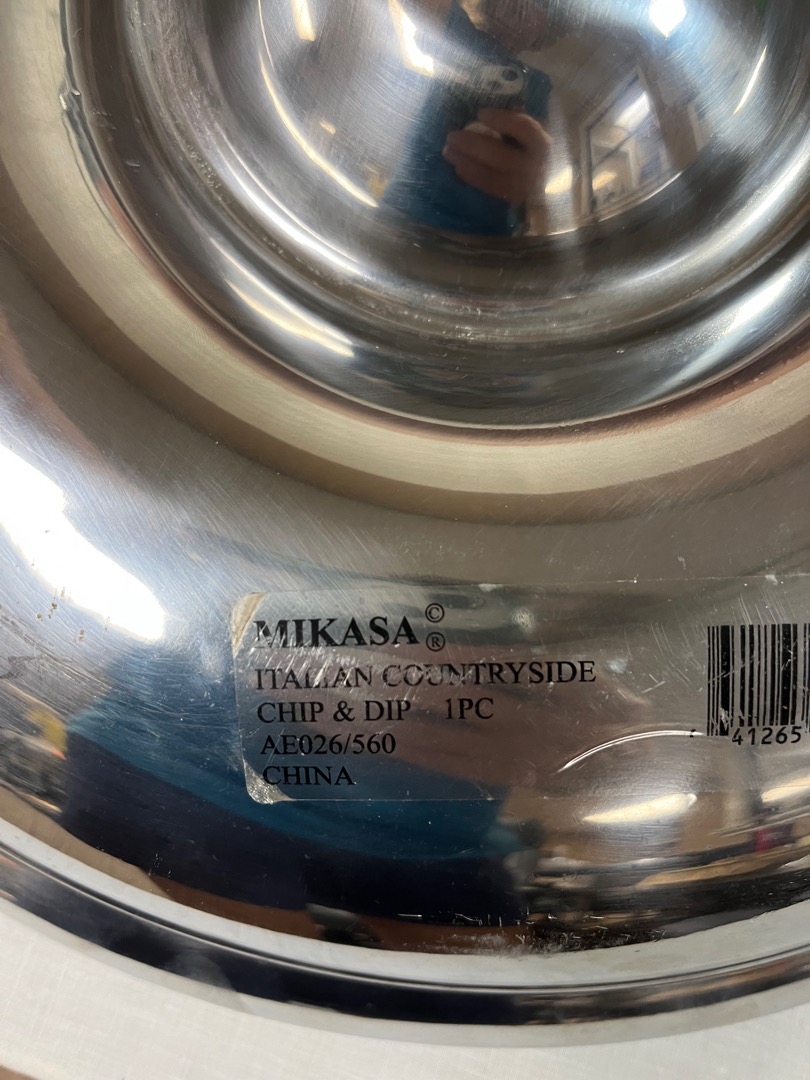 MIKASA © ®
ITALIAN COUNTRYSIDE
CHIP & DIP 1PC
AE026/560
CHINA
41265